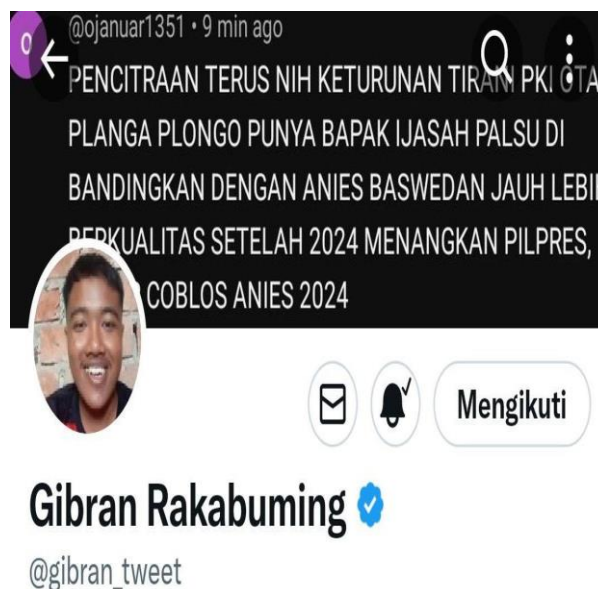 @ojanuar1351 • 9 min ago
PENCITRAAN TERUS NIH KETURUNAN TIRANI PKI
PLANGA PLONGO PUNYA BAPAK IJASAH PALSU DI
BANDINGKAN DENGAN ANIES BASWEDAN JAUH
BERKUALITAS SETELAH 2024 MENANGKAN PILPRES,
COBLOS ANIES 2024
Mengikuti
Gibran Rakabuming
@gibran_tweet